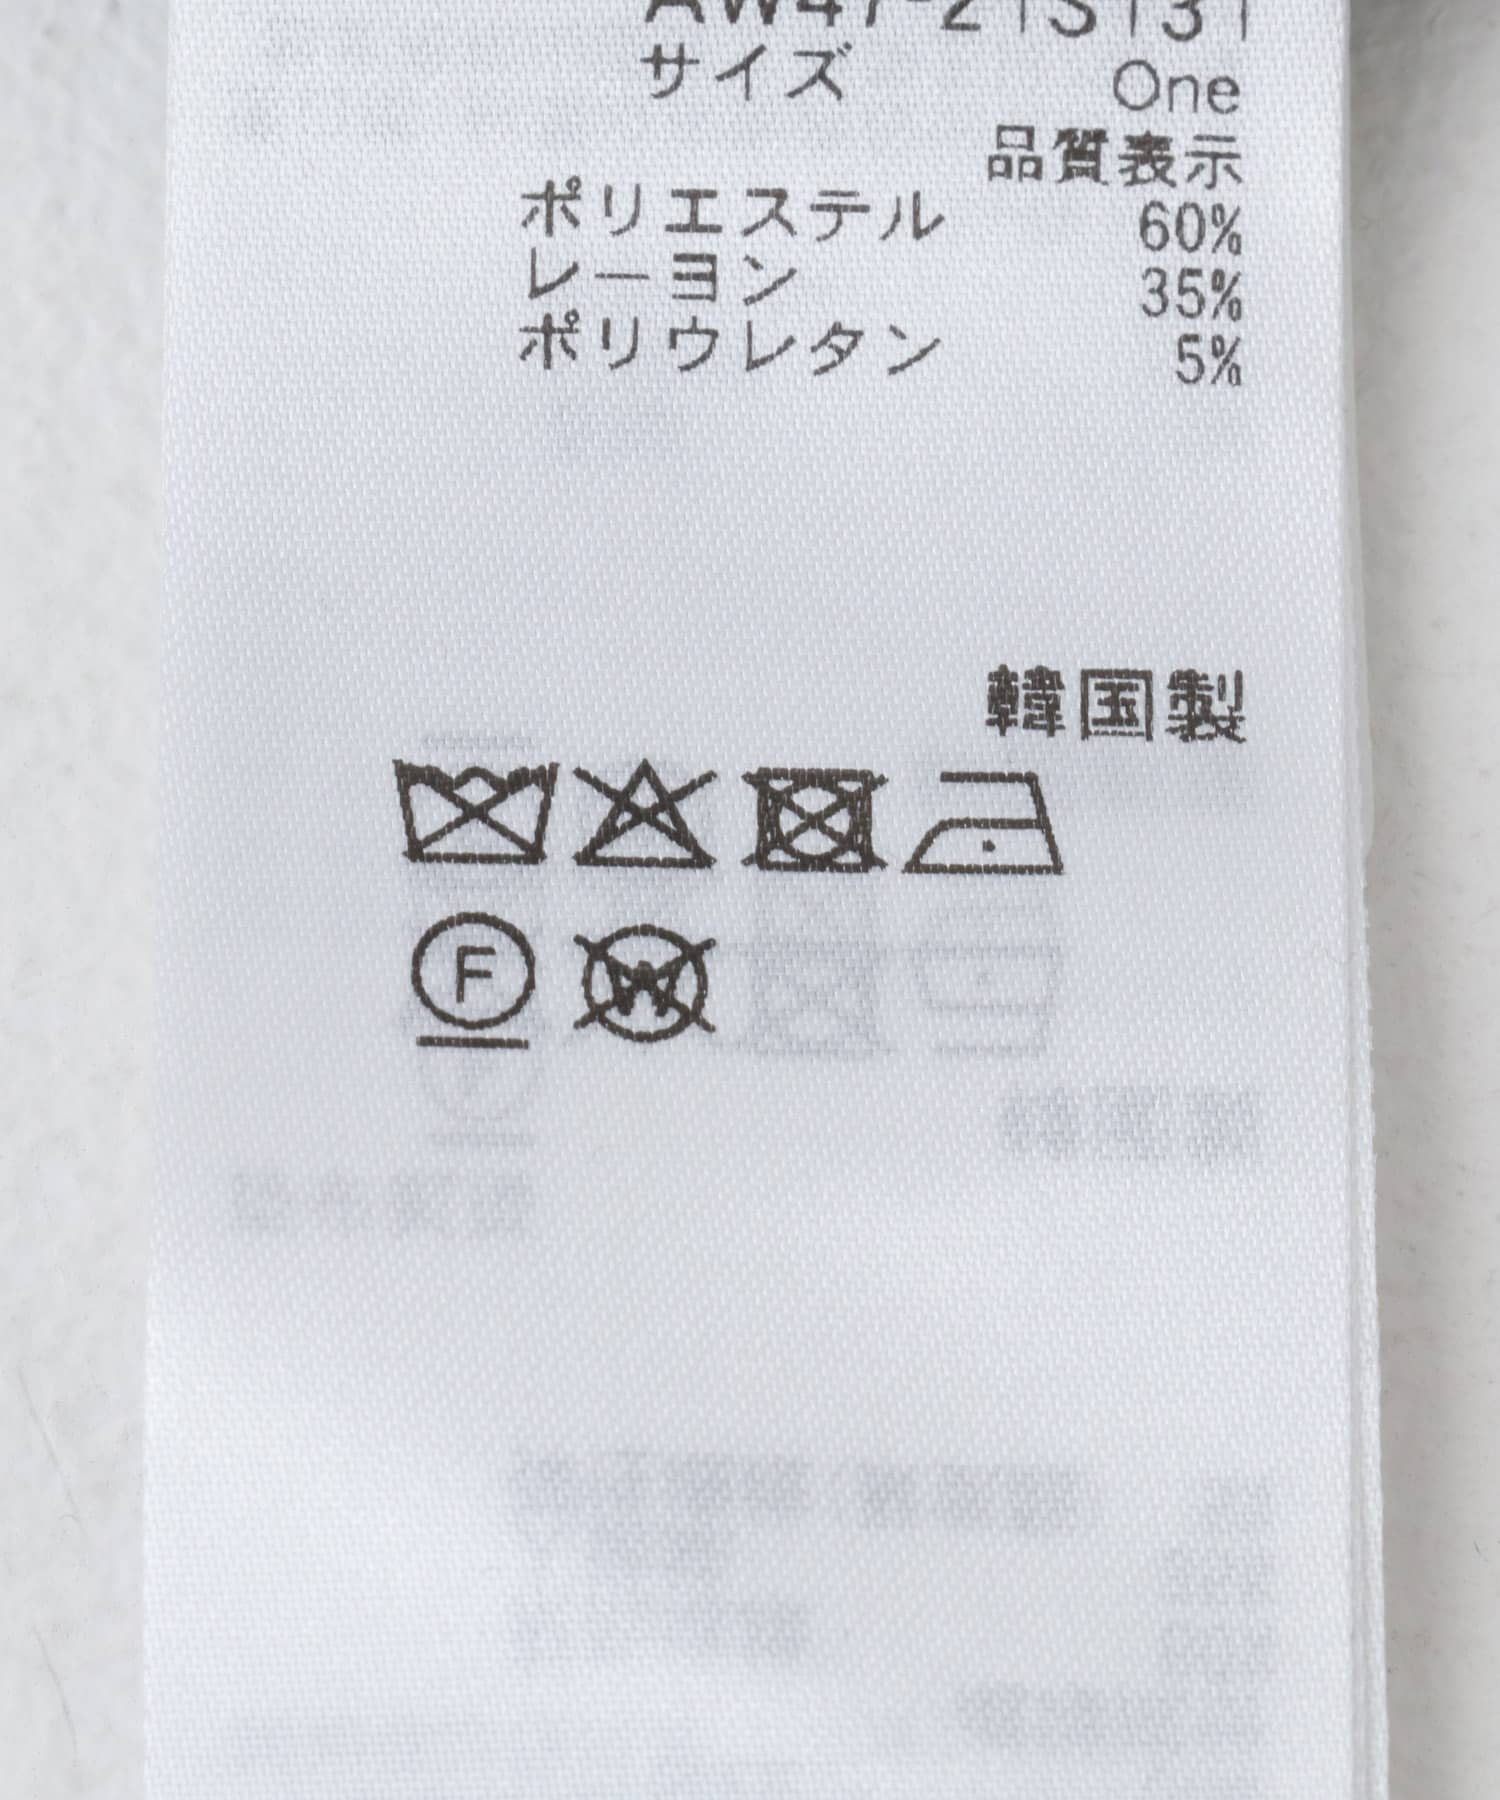 サイズ One
品質表示
ポリエステル 60%
レーヨン 35%
ポリウレタン 5%
韓国製
F W